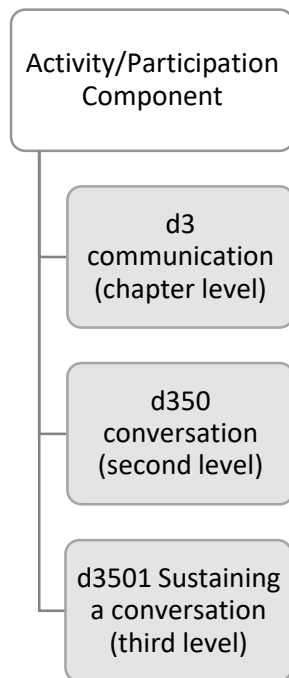 Activity/Participation
Component
d3
communication
(chapter level)
d350
conversation
(second level)
d3501 Sustaining
a conversation
(third level)